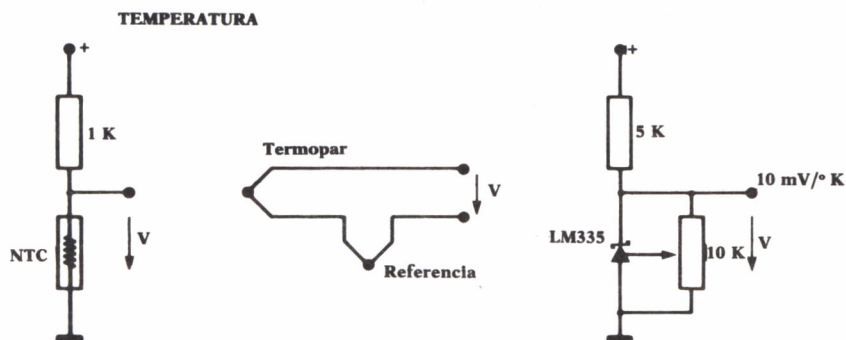 TEMPERATURA
+
1 K
V
NTC
Termopar
V
Referencia
+
5 K
10 mV/° K
LM335
10 K
V